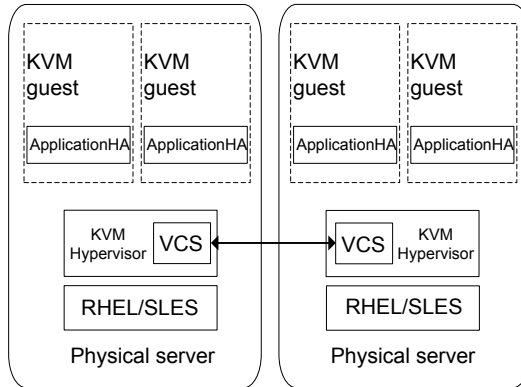 KVM
guest
ApplicationHA
KVM
guest
ApplicationHA
KVM
Hypervisor
VCS
RHEL/SLES
Physical server
KVM
guest
ApplicationHA
KVM
guest
ApplicationHA
VCS
KVM
Hypervisor
RHEL/SLES
Physical server